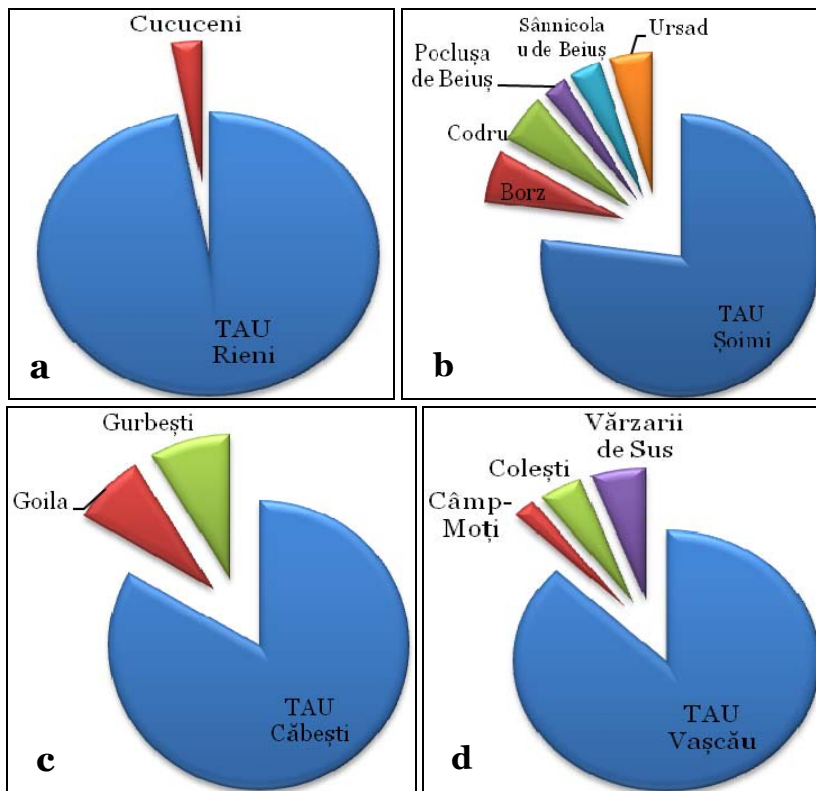 Cucuceni
TAU
Rieni
a
Sânnicola
u de Beiuș
Ursad
Poclușa
de Beiuș
Codru
Borz
TAU
Șoimi
b
Gurbești
Goila
TAU
Căbești
c
Vărzarii
de Sus
Colești
Câmp-
Moți
TAU
Vașcău
d